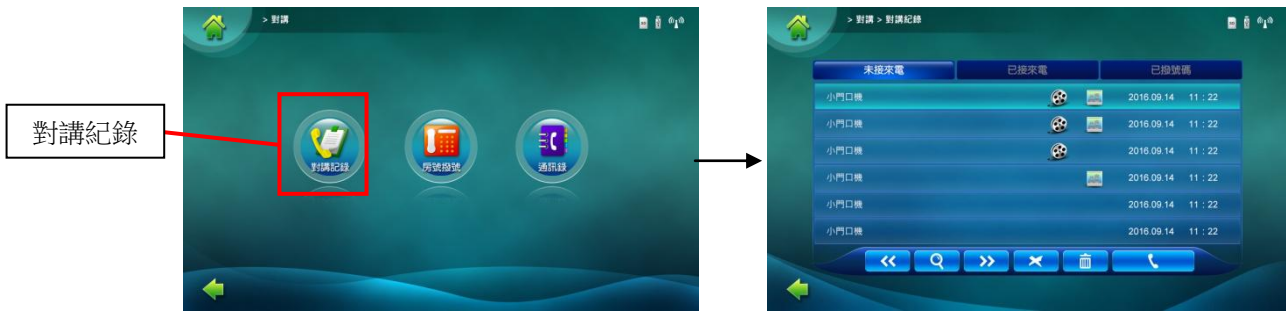 對講紀錄
> 對講
對講記錄
房號撥號
通訊錄
> 對講 > 對講紀錄
未接來電 已接來電 已撥號碼
小門口機 2016.09.14 11 : 22
小門口機 2016.09.14 11 : 22
小門口機 2016.09.14 11 : 22
小門口機 2016.09.14 11 : 22
小門口機 2016.09.14 11 : 22
小門口機 2016.09.14 11 : 22